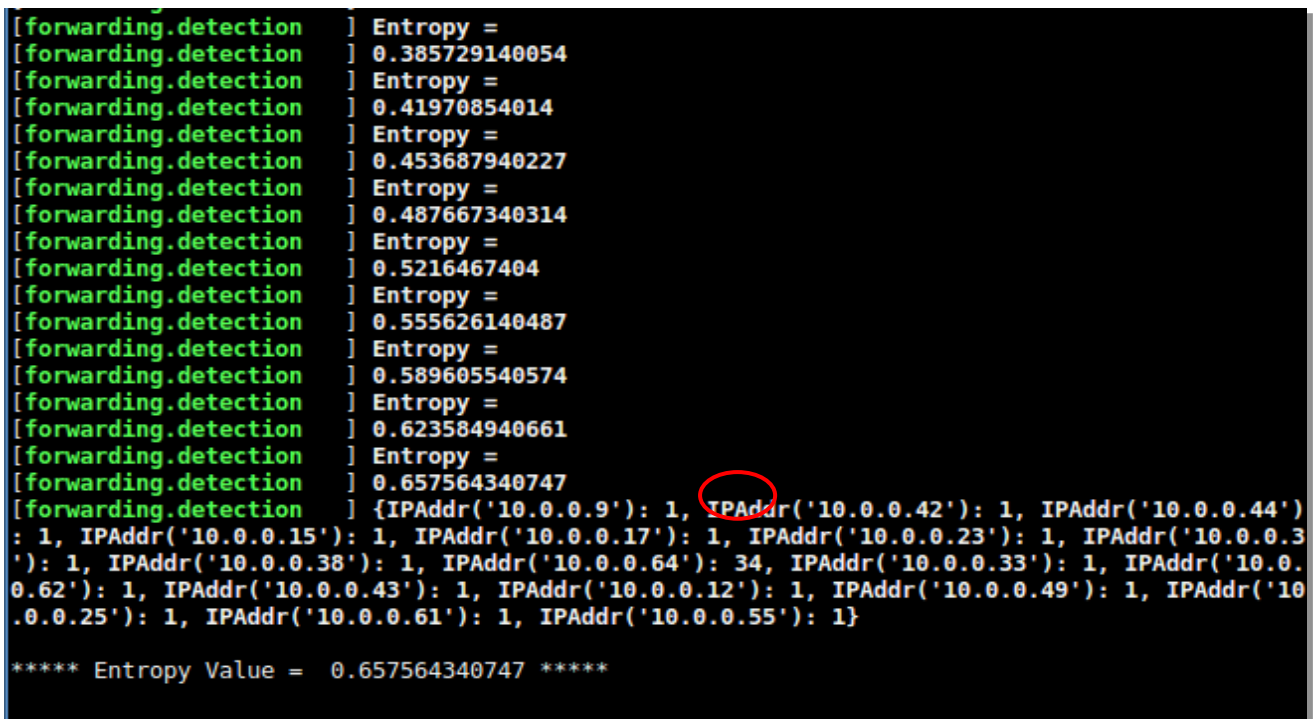 [forwarding.detection   ] Entropy =
[forwarding.detection   ] 0.385729140054
[forwarding.detection   ] Entropy =
[forwarding.detection   ] 0.41970854014
[forwarding.detection   ] Entropy =
[forwarding.detection   ] 0.453687940227
[forwarding.detection   ] Entropy =
[forwarding.detection   ] 0.487667340314
[forwarding.detection   ] Entropy =
[forwarding.detection   ] 0.5216467404
[forwarding.detection   ] Entropy =
[forwarding.detection   ] 0.555626140487
[forwarding.detection   ] Entropy =
[forwarding.detection   ] 0.589605540574
[forwarding.detection   ] Entropy =
[forwarding.detection   ] 0.623584940661
[forwarding.detection   ] Entropy =
[forwarding.detection   ] 0.657564340747
[forwarding.detection   ] {IPAddr('10.0.0.9'): 1, IPAddr('10.0.0.42'): 1, IPAddr('10.0.0.44')
: 1, IPAddr('10.0.0.15'): 1, IPAddr('10.0.0.17'): 1, IPAddr('10.0.0.23'): 1, IPAddr('10.0.0.3
'): 1, IPAddr('10.0.0.38'): 1, IPAddr('10.0.0.64'): 34, IPAddr('10.0.0.33'): 1, IPAddr('10.0.
0.62'): 1, IPAddr('10.0.0.43'): 1, IPAddr('10.0.0.12'): 1, IPAddr('10.0.0.49'): 1, IPAddr('10
.0.0.25'): 1, IPAddr('10.0.0.61'): 1, IPAddr('10.0.0.55'): 1}
***** Entropy Value =  0.657564340747 *****